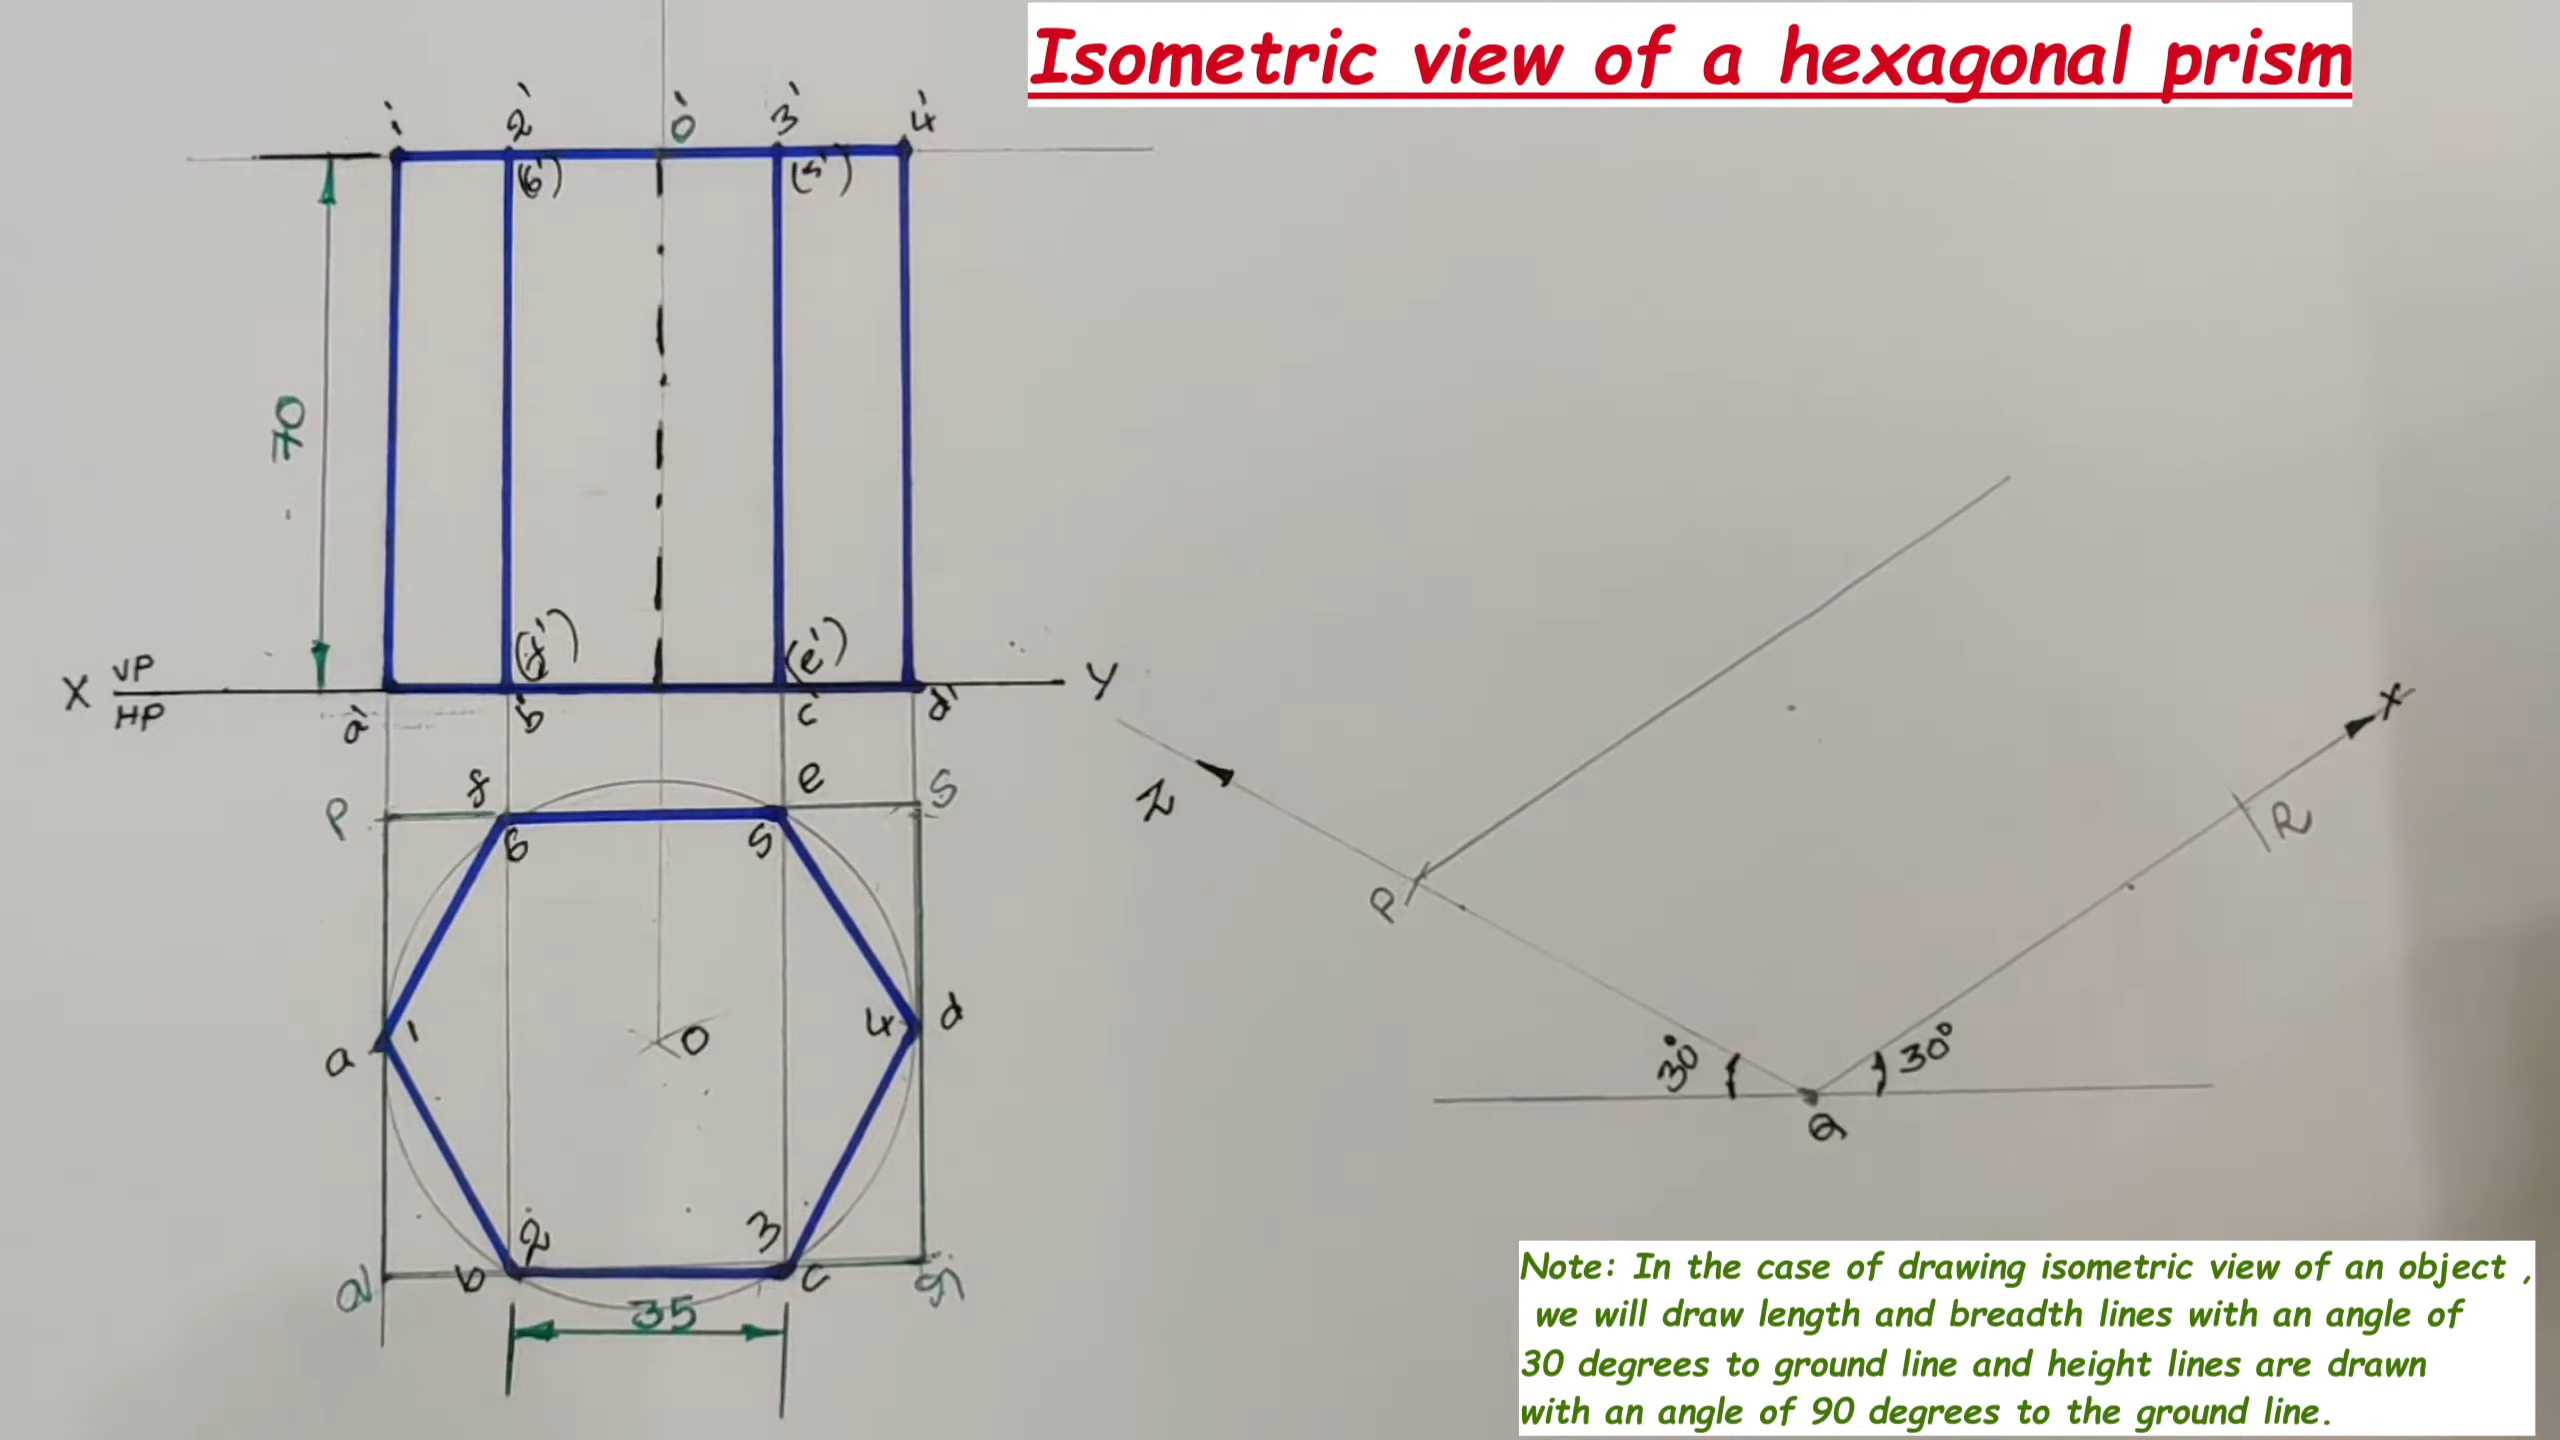 Isometric view of a hexagonal prism
1' 2' O' 3' 4'
(6') (5')
70
(f') (e')
X VP Y
HP
a' b' c' d'
P f e S
6 5
a 1 O 4 d
2 3
Q b c R
35
Z X
P R
30° 30°
Q
Note: In the case of drawing isometric view of an object ,
we will draw length and breadth lines with an angle of
30 degrees to ground line and height lines are drawn
with an angle of 90 degrees to the ground line.